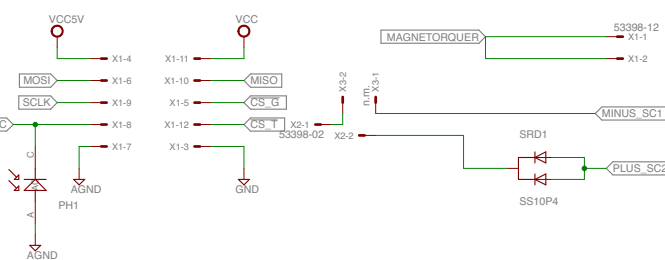 VCC5V
VCC
53398-12
MAGNETORQUER
X1-1
X1-4
X1-11
X1-2
MOSI
X1-6
X1-10
MISO
X3-2
X3-1
SCLK
X1-9
X1-5
CS_G
n.m.
MINUS_SC1
C
X1-8
X1-12
CS_T
X2-1
53398-02
X2-2
SRD1
X1-7
X1-3
C
PLUS_SC2
AGND
GND
PH1
SS10P4
A
AGND